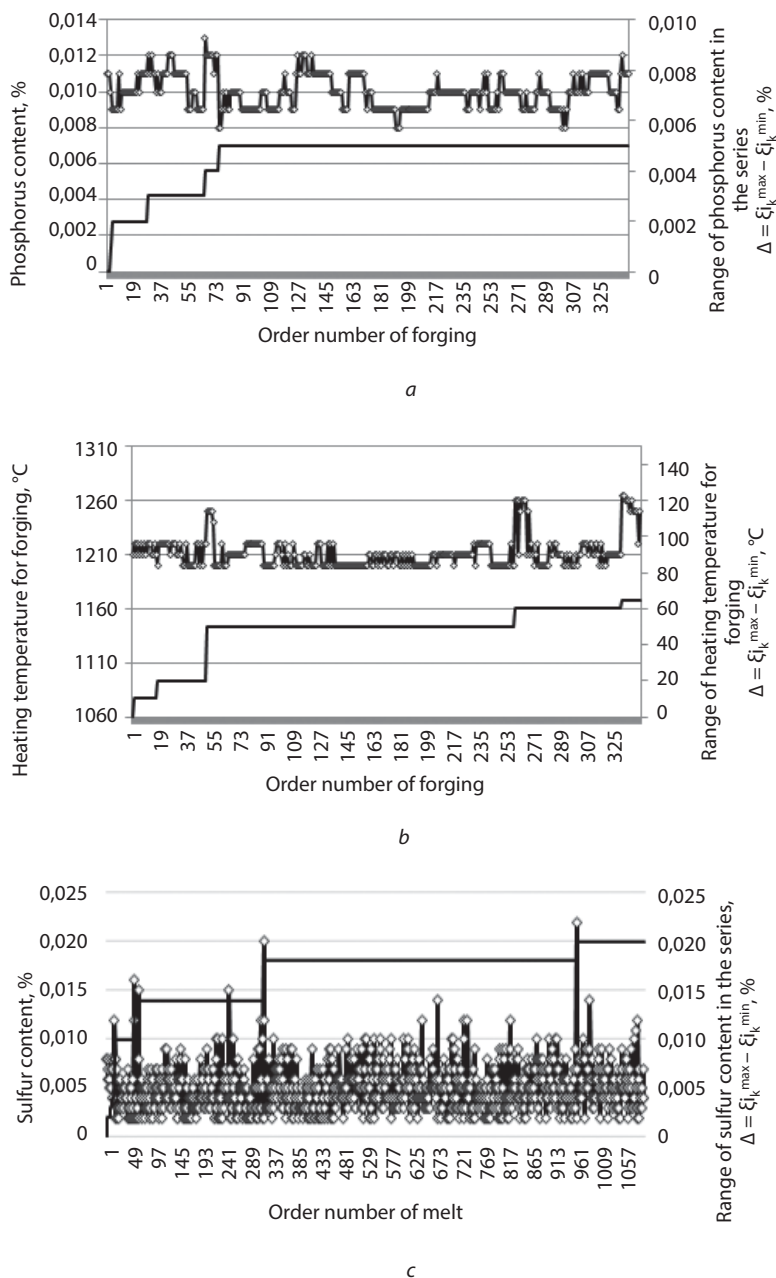 0,014
0,012
0,010
0,008
0,006
0,004
0,002
0
Phosphorus content, %
0,010
0,008
0,006
0,004
0,002
0
Range of phosphorus content in
the series
Δ = ξi_k^max − ξi_k^min, %
1 19 37 55 73 91 109 127 145 163 181 199 217 235 253 271 289 307 325
Order number of forging
a
1310
1260
1210
1160
1110
1060
Heating temperature for forging, °C
140
120
100
80
60
40
20
0
Range of heating temperature for
forging
Δ = ξi_k^max − ξi_k^min, °C
1 19 37 55 73 91 109 127 145 163 181 199 217 235 253 271 289 307 325
Order number of forging
b
0,025
0,020
0,015
0,010
0,005
0
Sulfur content, %
0,025
0,020
0,015
0,010
0,005
0
Range of sulfur content in the series,
Δ = ξi_k^max − ξi_k^min, %
1 49 97 145 193 241 289 337 385 433 481 529 577 625 673 721 769 817 865 913 961 1009 1057
Order number of melt
c